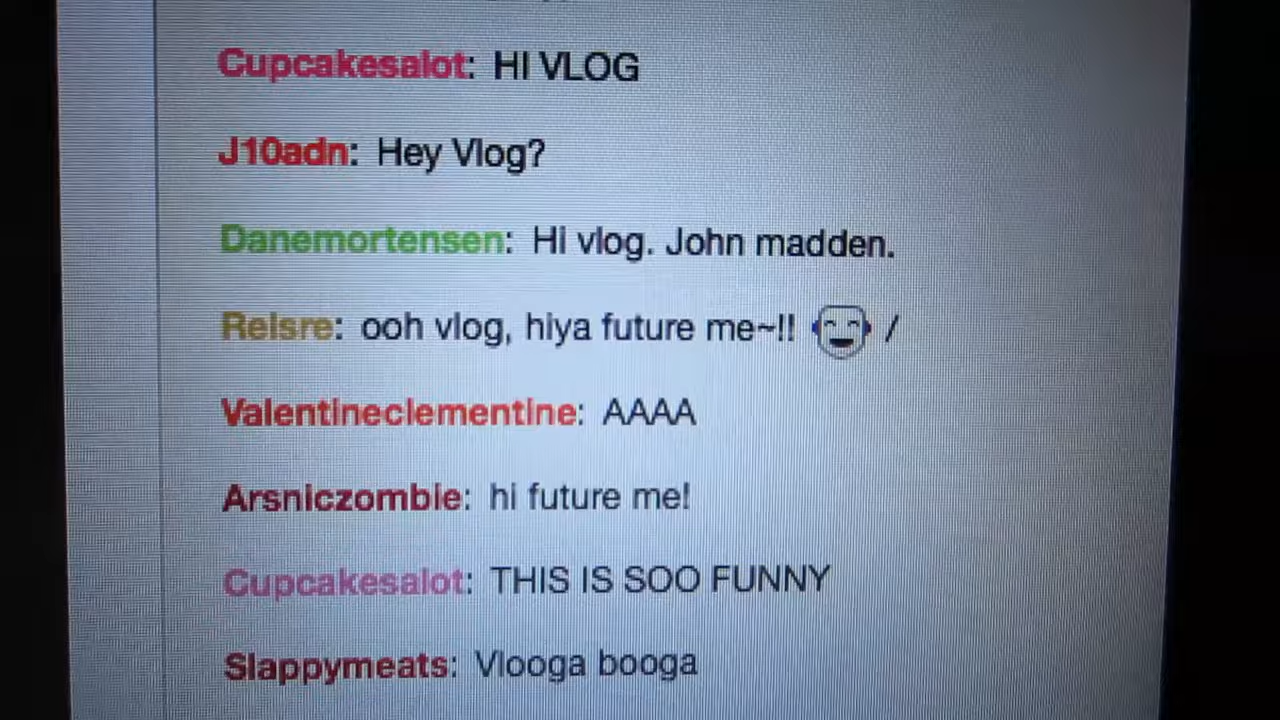 Cupcakesalot: HI VLOG
J10adn: Hey Vlog?
Danemortensen: Hi vlog. John madden.
Relsre: ooh vlog, hiya future me~!! /
Valentineclementine: AAAA
Arsniczombie: hi future me!
Cupcakesalot: THIS IS SOO FUNNY
Slappymeats: Vlooga booga